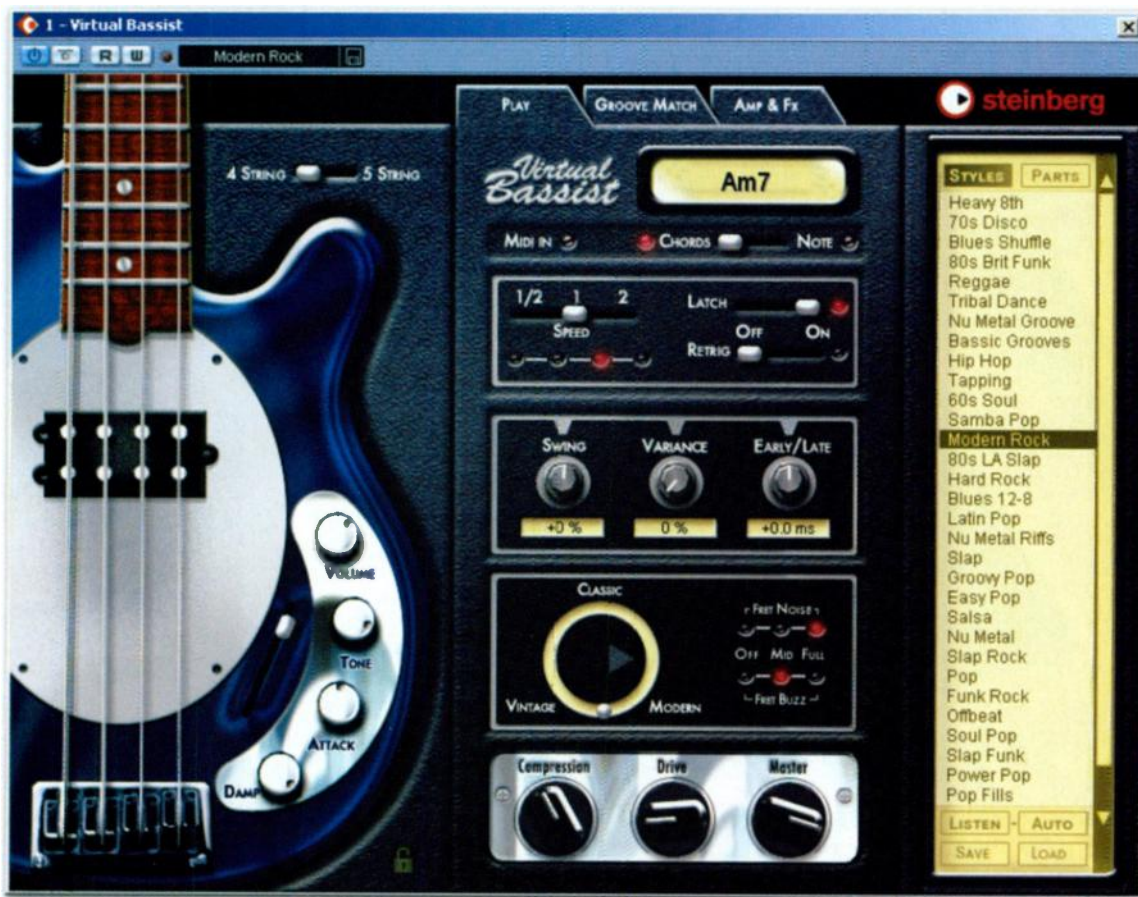 1 - Virtual Bassist
R W Modern Rock
PLAY GROOVE MATCH AMP & FX
steinberg
4 STRING 5 STRING
Virtual
Bassist
Am7
MIDI IN CHORDS NOTE
1/2 1 2
SPEED
LATCH
OFF ON
RETRIG
SWING VARIANCE EARLY/LATE
+0 % 0 % +0.0 ms
CLASSIC
VINTAGE MODERN
FRET NOISE
OFF MID FULL
FRET BUZZ
Compression Drive Master
VOLUME
TONE
ATTACK
DAMP
STYLES PARTS
Heavy 8th
70s Disco
Blues Shuffle
80s Brit Funk
Reggae
Tribal Dance
Nu Metal Groove
Bassic Grooves
Hip Hop
Tapping
60s Soul
Samba Pop
Modern Rock
80s LA Slap
Hard Rock
Blues 12-8
Latin Pop
Nu Metal Riffs
Slap
Groovy Pop
Easy Pop
Salsa
Nu Metal
Slap Rock
Pop
Funk Rock
Offbeat
Soul Pop
Slap Funk
Power Pop
Pop Fills
LISTEN - AUTO
SAVE LOAD